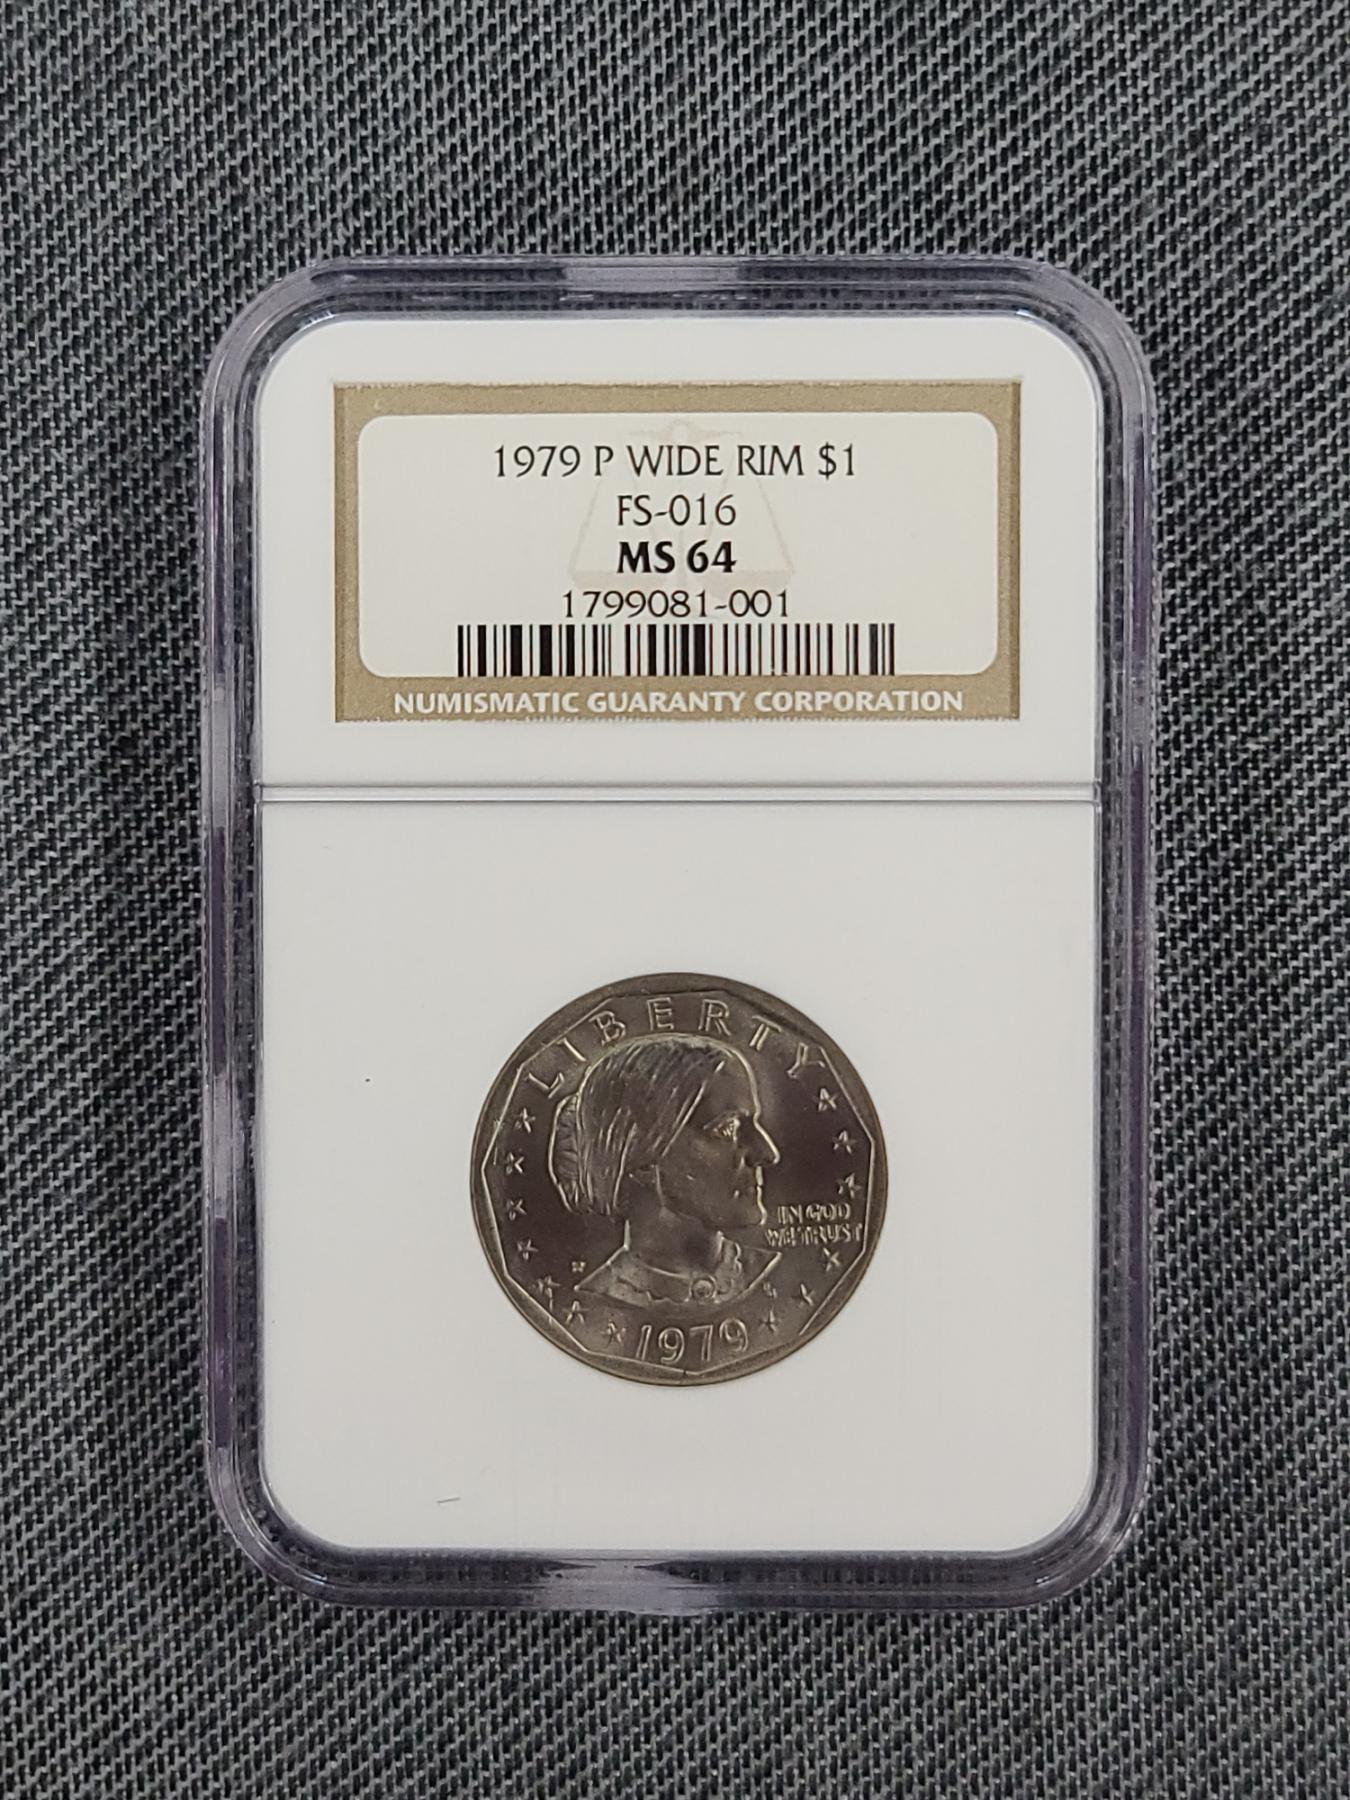 1979 P WIDE RIM $1
FS-016
MS 64
1799081-001
NUMISMATIC GUARANTY CORPORATION
LIBERTY
IN GOD
WE TRUST
P
1979